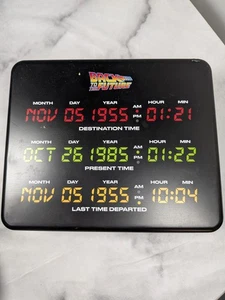 BACK TO THE FUTURE
MONTH DAY YEAR AM HOUR MIN
NOV 05 1955 PM 01:21
DESTINATION TIME
MONTH DAY YEAR AM HOUR MIN
OCT 26 1985 PM 01:22
PRESENT TIME
MONTH DAY YEAR AM HOUR MIN
NOV 05 1955 PM 10:04
LAST TIME DEPARTED